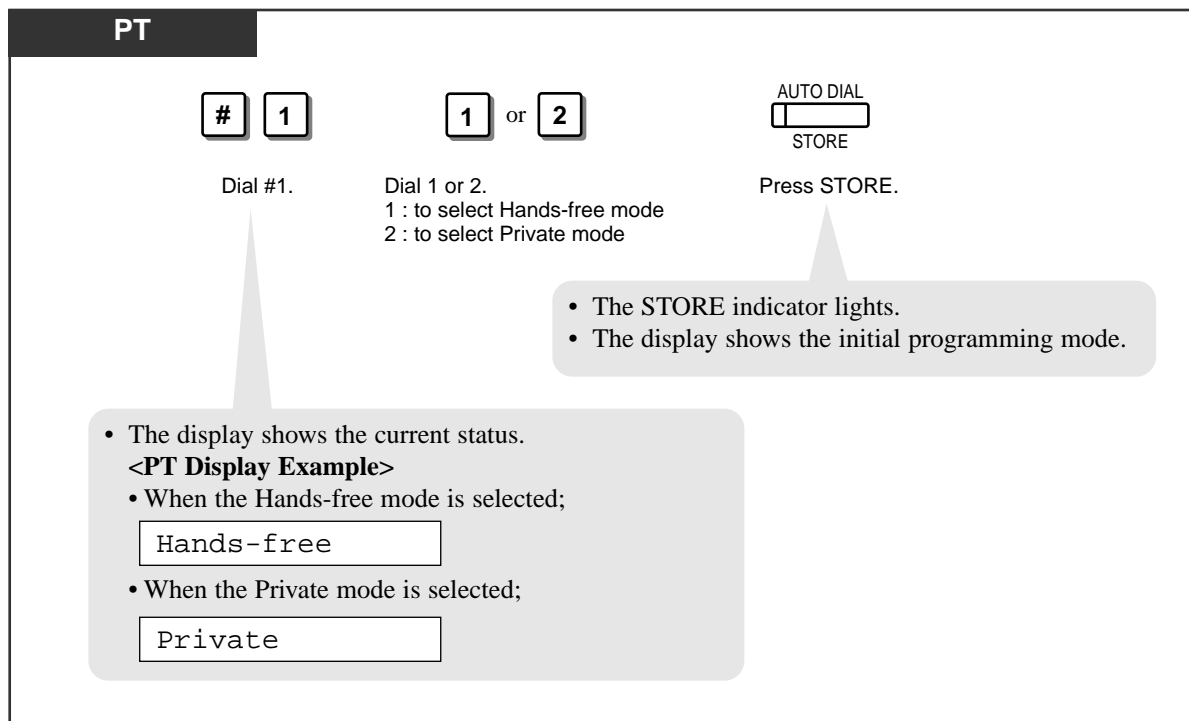 PT
# 1 1 or 2 AUTO DIAL
STORE
Dial #1.
Dial 1 or 2.
1 : to select Hands-free mode
2 : to select Private mode
Press STORE.
• The STORE indicator lights.
• The display shows the initial programming mode.
• The display shows the current status.
<PT Display Example>
• When the Hands-free mode is selected;
Hands-free
• When the Private mode is selected;
Private